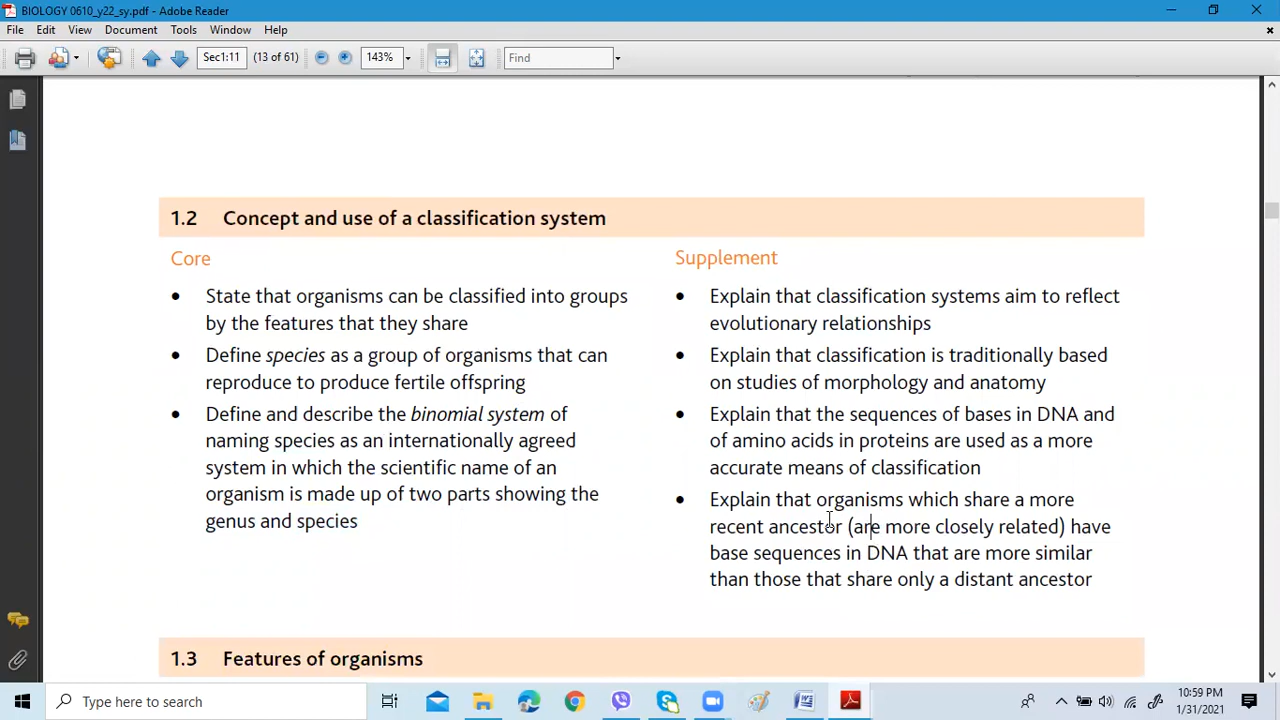 BIOLOGY 0610_y22_sy.pdf - Adobe Reader
File Edit View Document Tools Window Help
Sec1:11 (13 of 61) 143% Find
1.2 Concept and use of a classification system
Core
• State that organisms can be classified into groups
by the features that they share
• Define species as a group of organisms that can
reproduce to produce fertile offspring
• Define and describe the binomial system of
naming species as an internationally agreed
system in which the scientific name of an
organism is made up of two parts showing the
genus and species
Supplement
• Explain that classification systems aim to reflect
evolutionary relationships
• Explain that classification is traditionally based
on studies of morphology and anatomy
• Explain that the sequences of bases in DNA and
of amino acids in proteins are used as a more
accurate means of classification
• Explain that organisms which share a more
recent ancestor (are more closely related) have
base sequences in DNA that are more similar
than those that share only a distant ancestor
1.3 Features of organisms
Type here to search
10:59 PM
1/31/2021